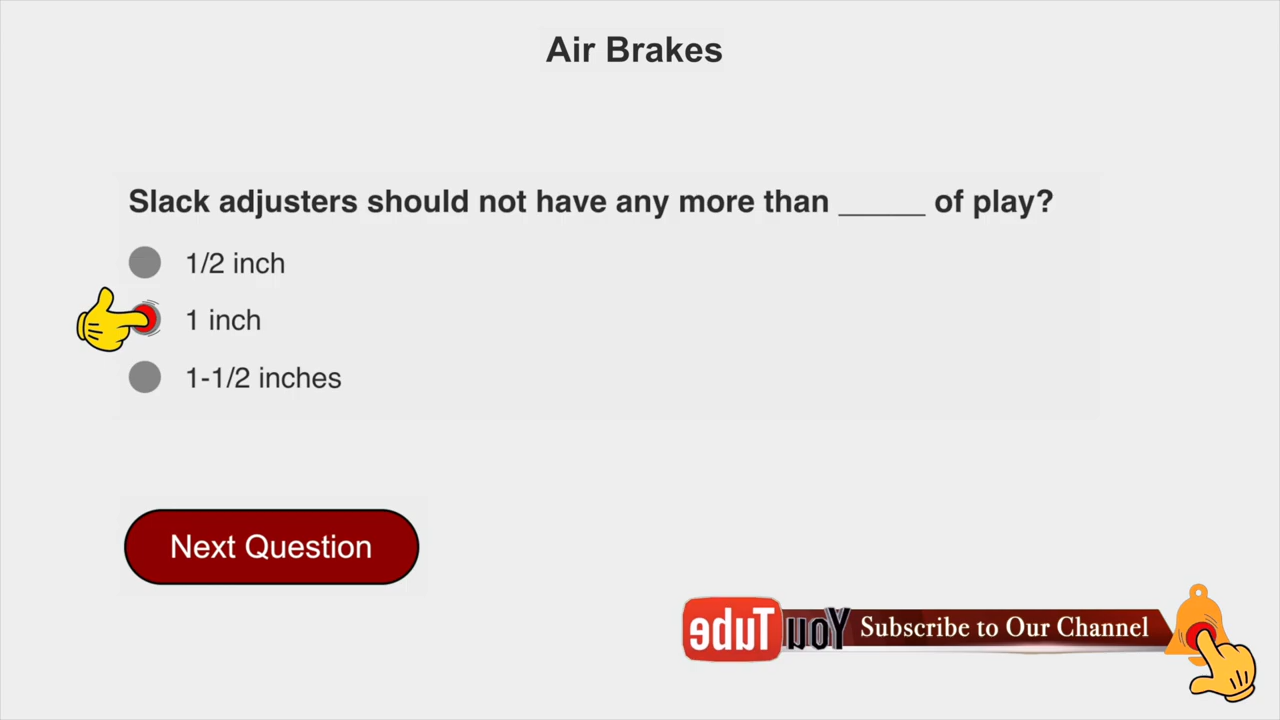 Air Brakes
Slack adjusters should not have any more than _____ of play?
1/2 inch
1 inch
1-1/2 inches
Next Question
YouTube Subscribe to Our Channel